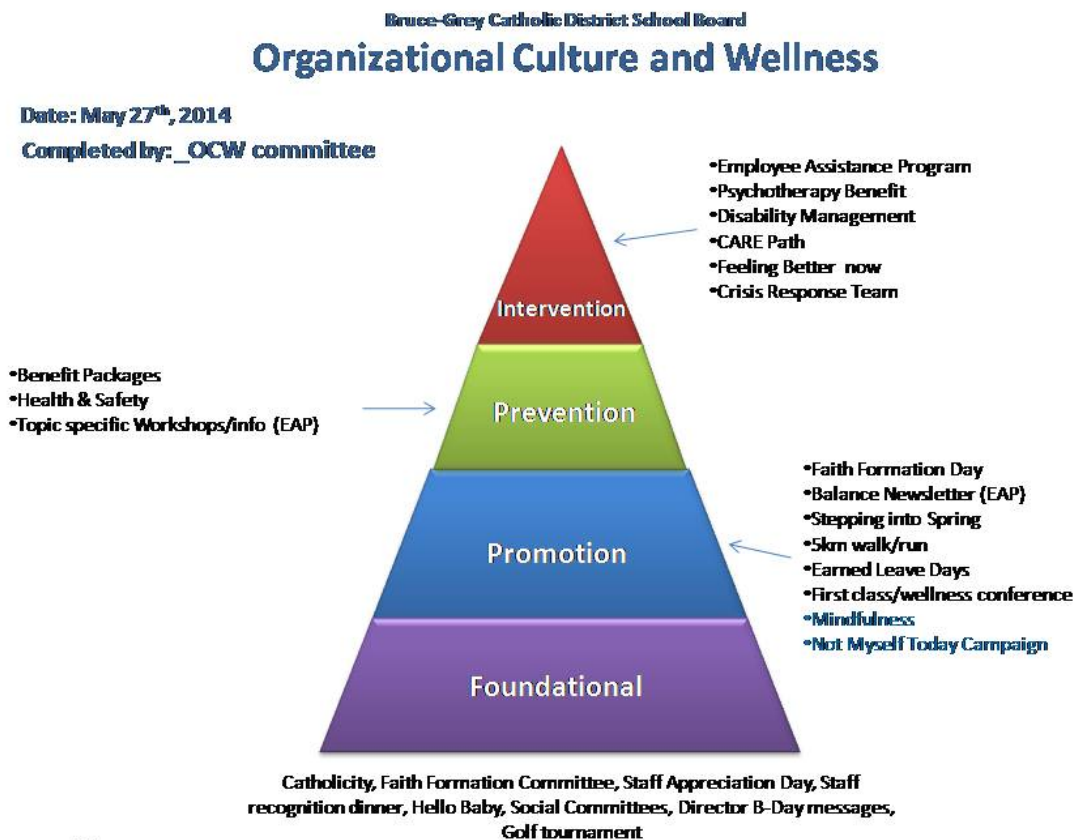 Bruce-Grey Catholic District School Board
Organizational Culture and Wellness
Date: May 27th, 2014
Completed by: _OCW committee
•Employee Assistance Program
•Psychotherapy Benefit
•Disability Management
•CARE Path
•Feeling Better  now
•Crisis Response Team
Intervention
•Benefit Packages
•Health & Safety
•Topic specific Workshops/info (EAP)
Prevention
•Faith Formation Day
•Balance Newsletter (EAP)
•Stepping into Spring
•5km walk/run
•Earned Leave Days
•First class/wellness conference
•Mindfulness
•Not Myself Today Campaign
Promotion
Foundational
Catholicity, Faith Formation Committee, Staff Appreciation Day, Staff
recognition dinner, Hello Baby, Social Committees, Director B-Day messages,
Golf tournament